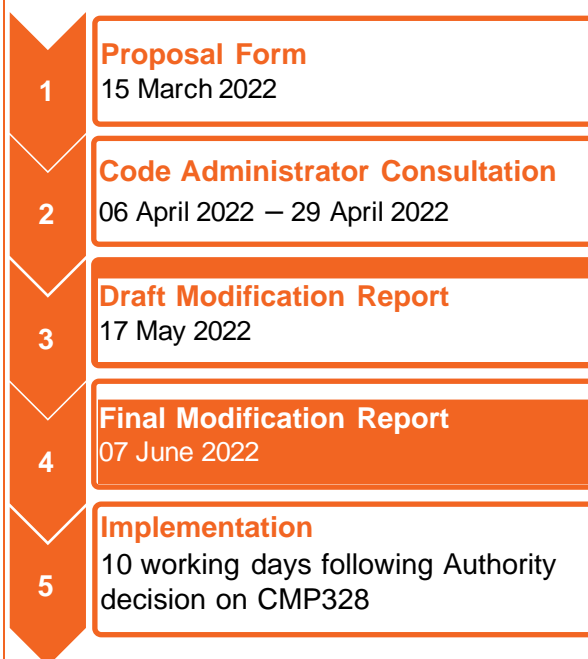 1
Proposal Form
15 March 2022
2
Code Administrator Consultation
06 April 2022 – 29 April 2022
3
Draft Modification Report
17 May 2022
4
Final Modification Report
07 June 2022
5
Implementation
10 working days following Authority
decision on CMP328